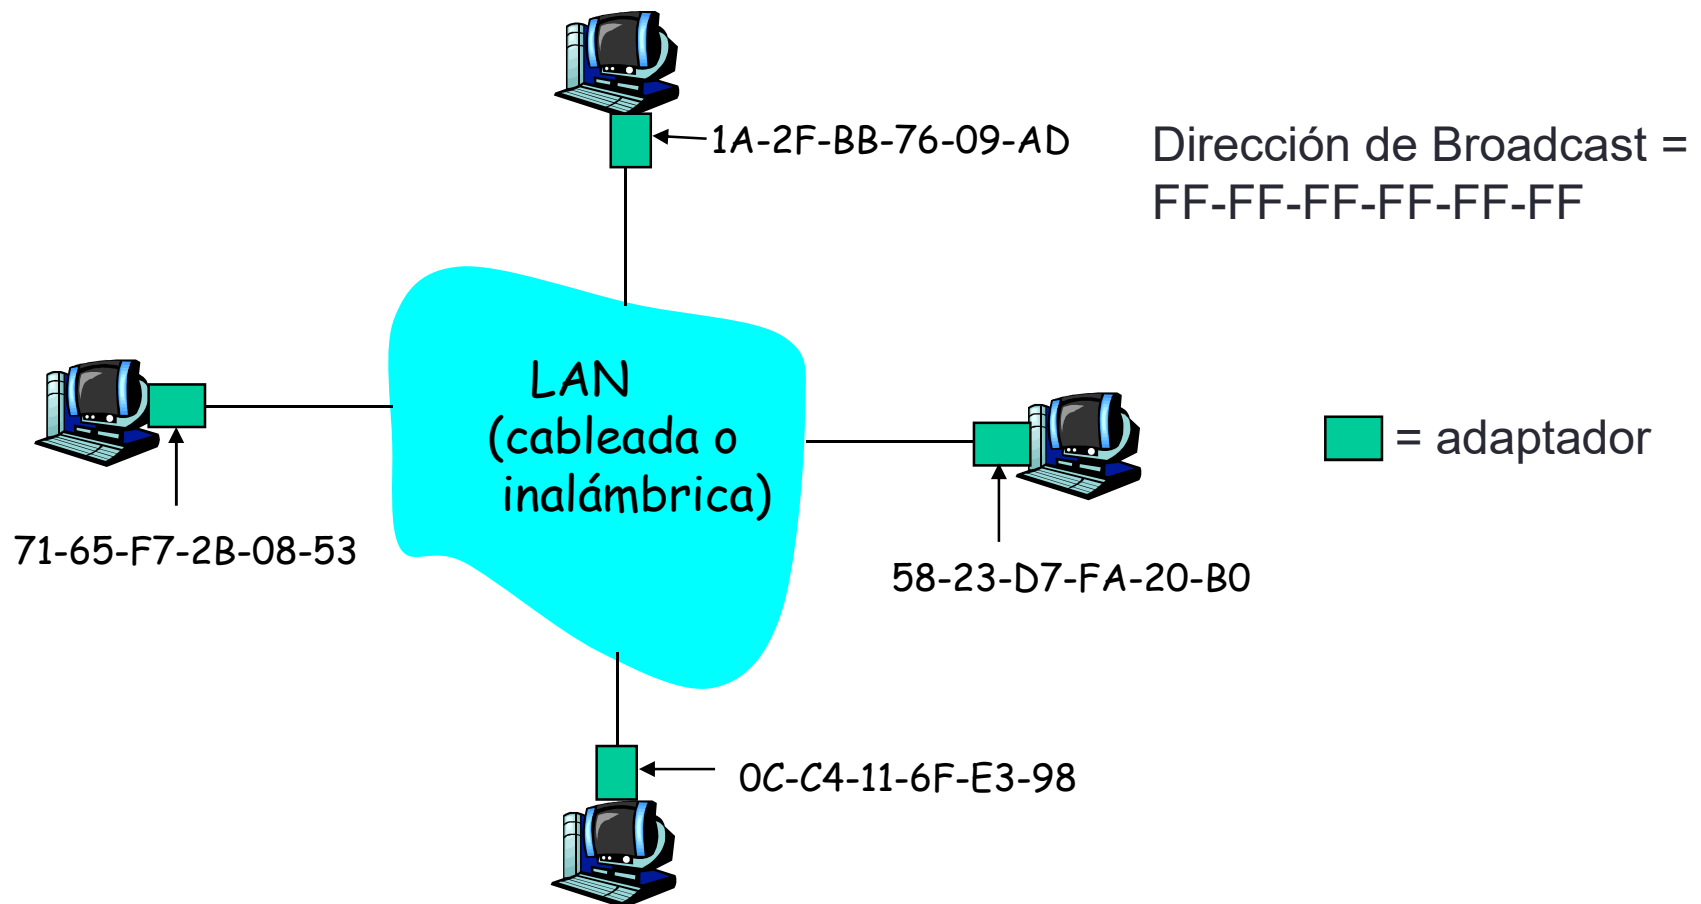 1A-2F-BB-76-09-AD
Dirección de Broadcast =
FF-FF-FF-FF-FF-FF
LAN
(cableada o
inalámbrica)
= adaptador
71-65-F7-2B-08-53
58-23-D7-FA-20-B0
0C-C4-11-6F-E3-98